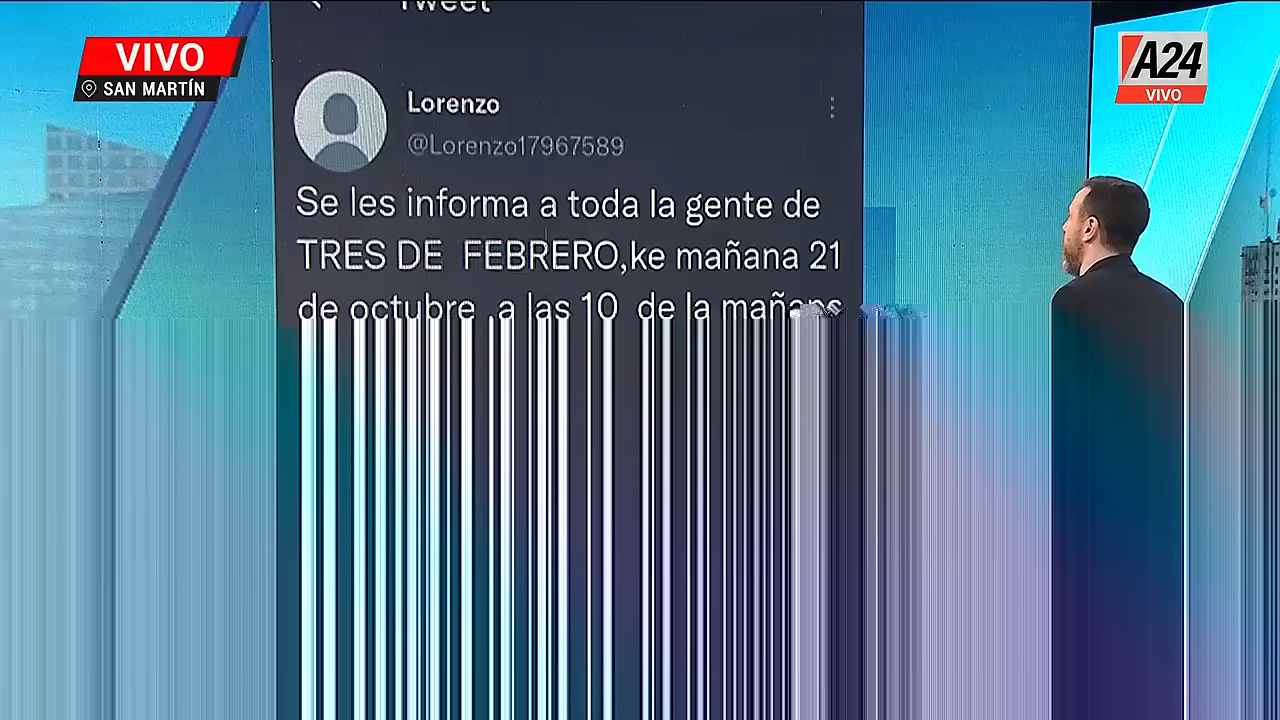 VIVO
SAN MARTÍN
A24
VIVO
Tweet
Lorenzo
@Lorenzo17967589
Se les informa a toda la gente de
TRES DE FEBRERO,ke mañana 21
de octubre a las 10 de la